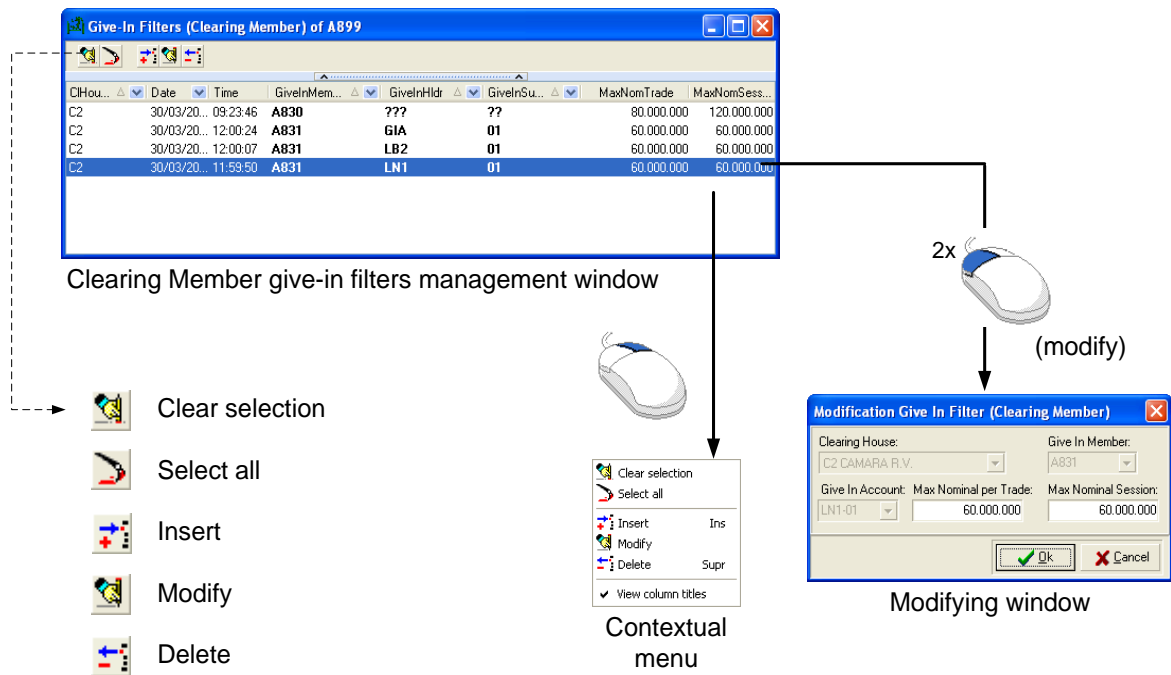 Give-In Filters (Clearing Member) of A899
ClHou... Date Time GiveInMem... GiveInHldr GiveInSu... MaxNomTrade MaxNomSess...
C2 30/03/20... 09:23:46 A830 ??? ?? 80.000.000 120.000.000
C2 30/03/20... 12:00:24 A831 GIA 01 60.000.000 60.000.000
C2 30/03/20... 12:00:07 A831 LB2 01 60.000.000 60.000.000
C2 30/03/20... 11:59:50 A831 LN1 01 60.000.000 60.000.000
Clearing Member give-in filters management window
2x
(modify)
Clear selection
Select all
Insert
Modify
Delete
Clear selection
Select all
Insert Ins
Modify
Delete Supr
View column titles
Contextual
menu
Modification Give In Filter (Clearing Member)
Clearing House: Give In Member:
C2 CAMARA R.V. A831
Give In Account: Max Nominal per Trade: Max Nominal Session:
LN1-01 60.000.000 60.000.000
Ok Cancel
Modifying window